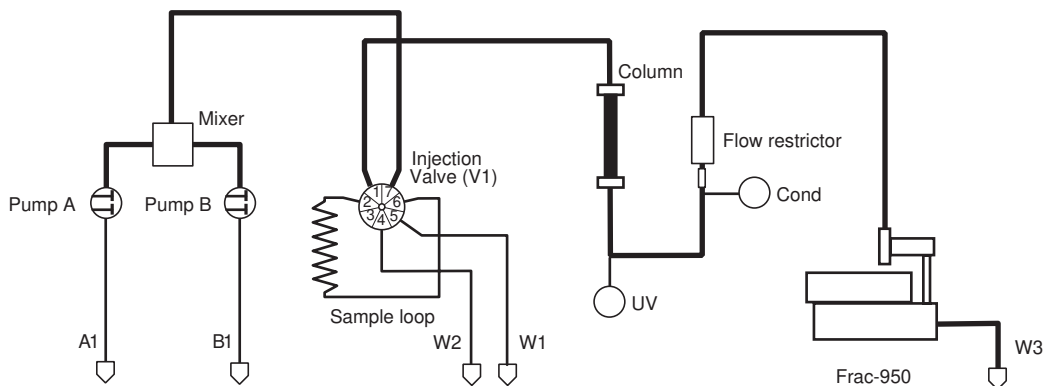 Column
Mixer
Flow restrictor
Injection
Valve (V1)
Pump A
Pump B
1 7
2 6
3 5
4
Cond
UV
Sample loop
A1
B1
W2
W1
W3
Frac-950